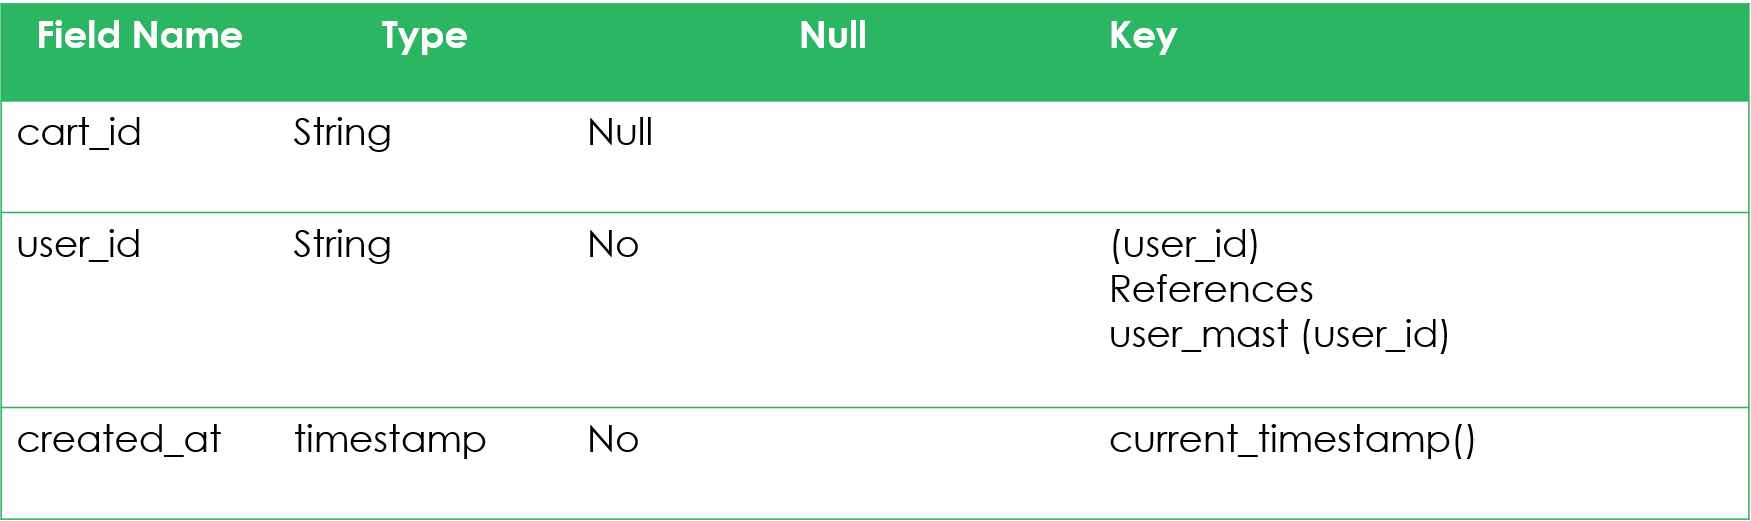 Field Name Type Null Key
cart_id String Null
user_id String No (user_id)
References
user_mast (user_id)
created_at timestamp No current_timestamp()